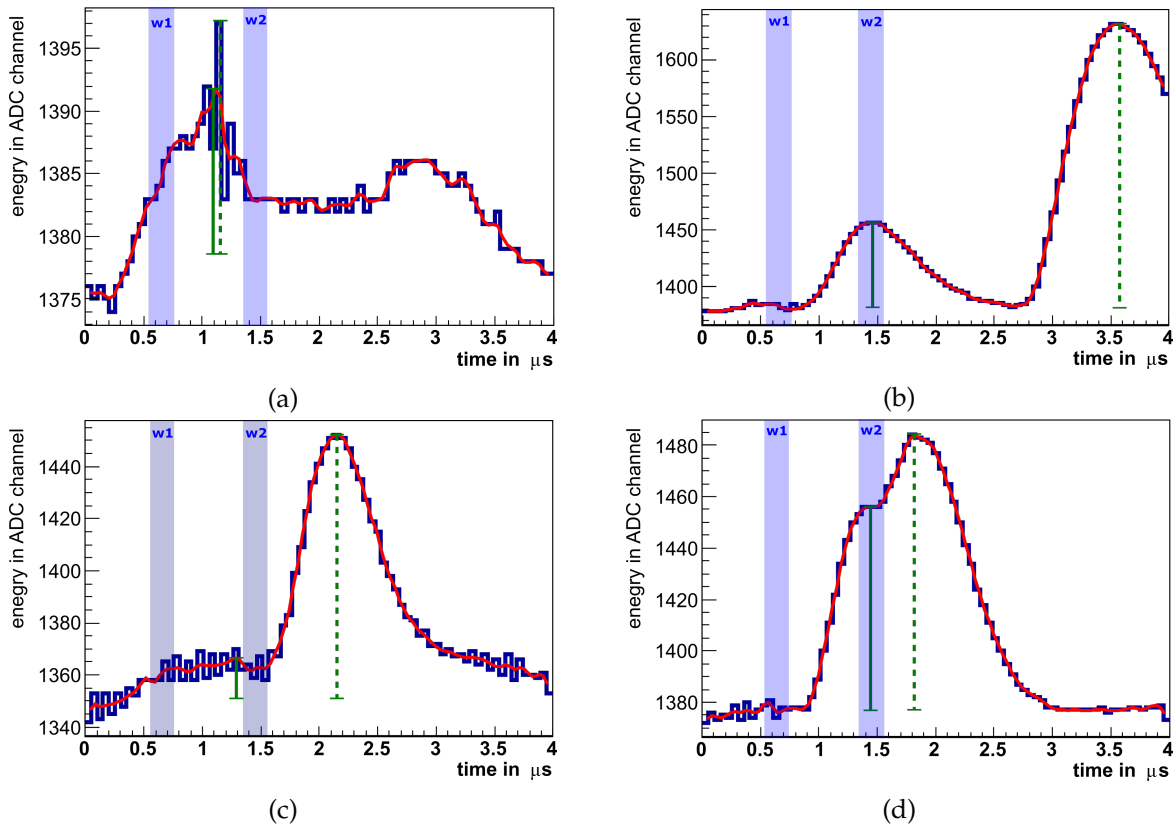 w1 w2
enegry in ADC channel
1395
1390
1385
1380
1375
0 0.5 1 1.5 2 2.5 3 3.5 4
time in μs
(a)
w1 w2
enegry in ADC channel
1600
1550
1500
1450
1400
0 0.5 1 1.5 2 2.5 3 3.5 4
time in μs
(b)
w1 w2
enegry in ADC channel
1440
1420
1400
1380
1360
1340
0 0.5 1 1.5 2 2.5 3 3.5 4
time in μs
(c)
w1 w2
enegry in ADC channel
1480
1460
1440
1420
1400
1380
0 0.5 1 1.5 2 2.5 3 3.5 4
time in μs
(d)